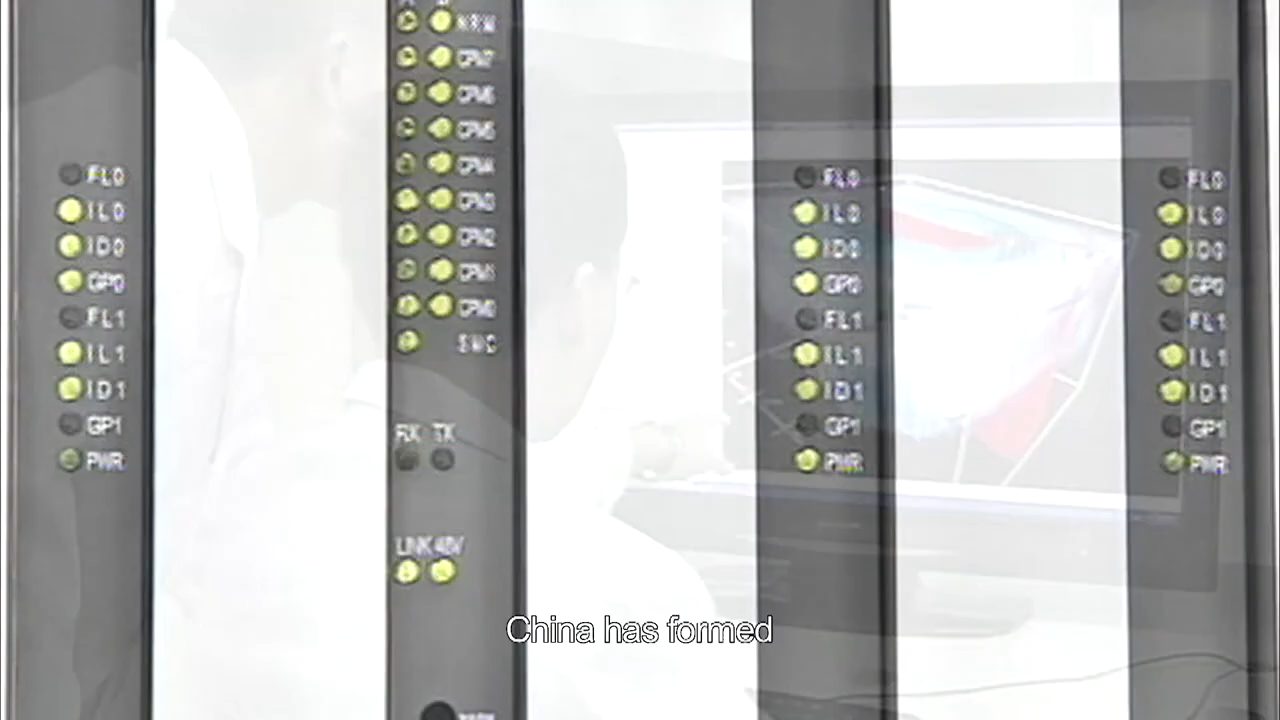 FL0
IL0
ID0
GP0
FL1
IL1
ID1
GP1
PWR
CPM7
CPM6
CPM5
CPM4
CPM3
CPM2
CPM1
CPM0
RX TX
LINK 48V
FL0
IL0
ID0
GP0
FL1
IL1
ID1
GP1
PWR
FL0
IL0
ID0
GP0
FL1
IL1
ID1
GP1
PWR
China has formed